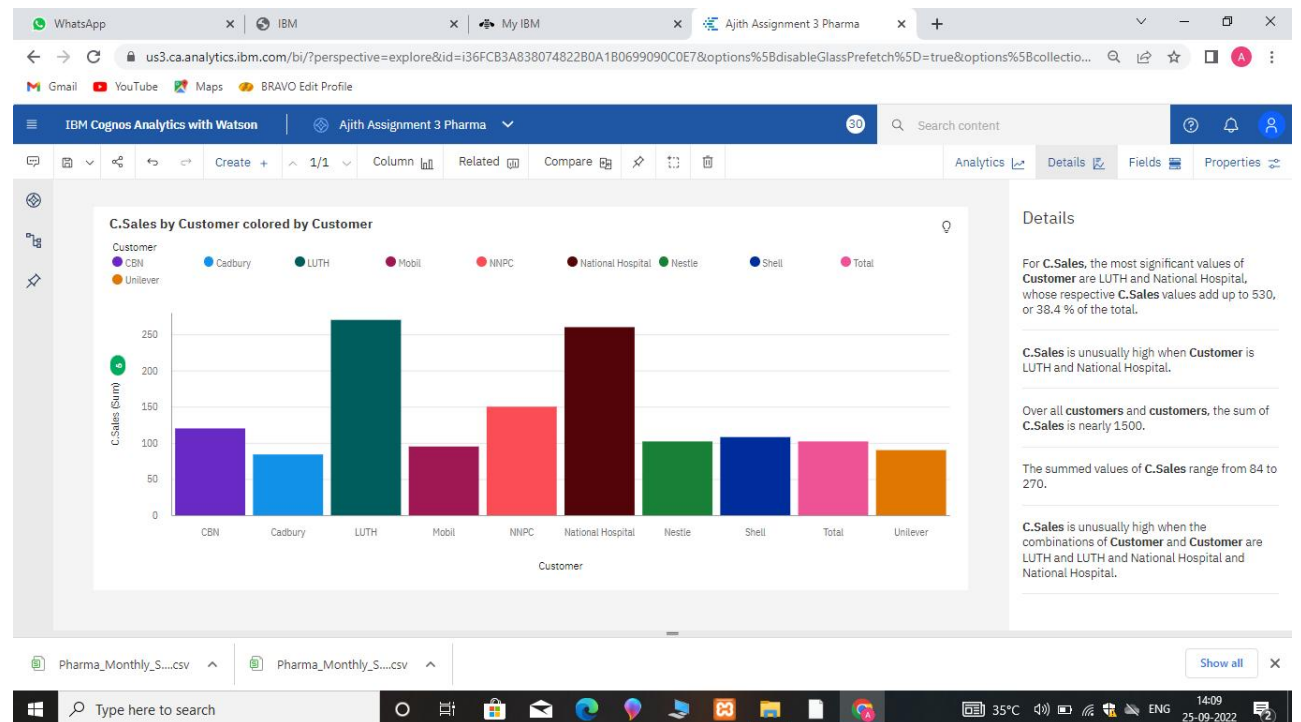 WhatsApp
IBM
My IBM
Ajith Assignment 3 Pharma
us3.ca.analytics.ibm.com/bi/?perspective=explore&id=i36FCB3A838074822B0A1B0699090C0E7&options%5BdisableGlassPrefetch%5D=true&options%5Bcollectio...
A
Gmail YouTube Maps BRAVO Edit Profile
IBM Cognos Analytics with Watson Ajith Assignment 3 Pharma 30 Search content
Create + 1/1 Column Related Compare Analytics Details Fields Properties
C.Sales by Customer colored by Customer
Customer
CBN Cadbury LUTH Mobil NNPC National Hospital Nestle Shell Total
Unilever
250
200
150
100
50
0
C.Sales (Sum)
CBN Cadbury LUTH Mobil NNPC National Hospital Nestle Shell Total Unilever
Customer
Details
For C.Sales, the most significant values of
Customer are LUTH and National Hospital,
whose respective C.Sales values add up to 530,
or 38.4 % of the total.
C.Sales is unusually high when Customer is
LUTH and National Hospital.
Over all customers and customers, the sum of
C.Sales is nearly 1500.
The summed values of C.Sales range from 84 to
270.
C.Sales is unusually high when the
combinations of Customer and Customer are
LUTH and LUTH and National Hospital and
National Hospital.
Pharma_Monthly_S....csv
Pharma_Monthly_S....csv
Show all
Type here to search
35°C ENG
14:09
25-09-2022
2